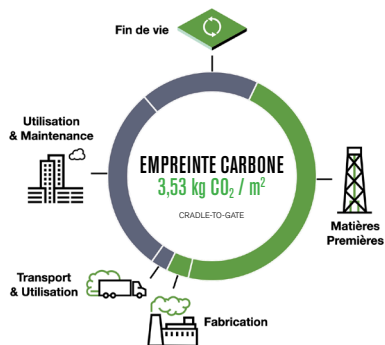 Fin de vie
Utilisation
& Maintenance
EMPREINTE CARBONE
3,53 kg CO₂ / m²
CRADLE-TO-GATE
Matières
Premières
Transport
& Utilisation
Fabrication